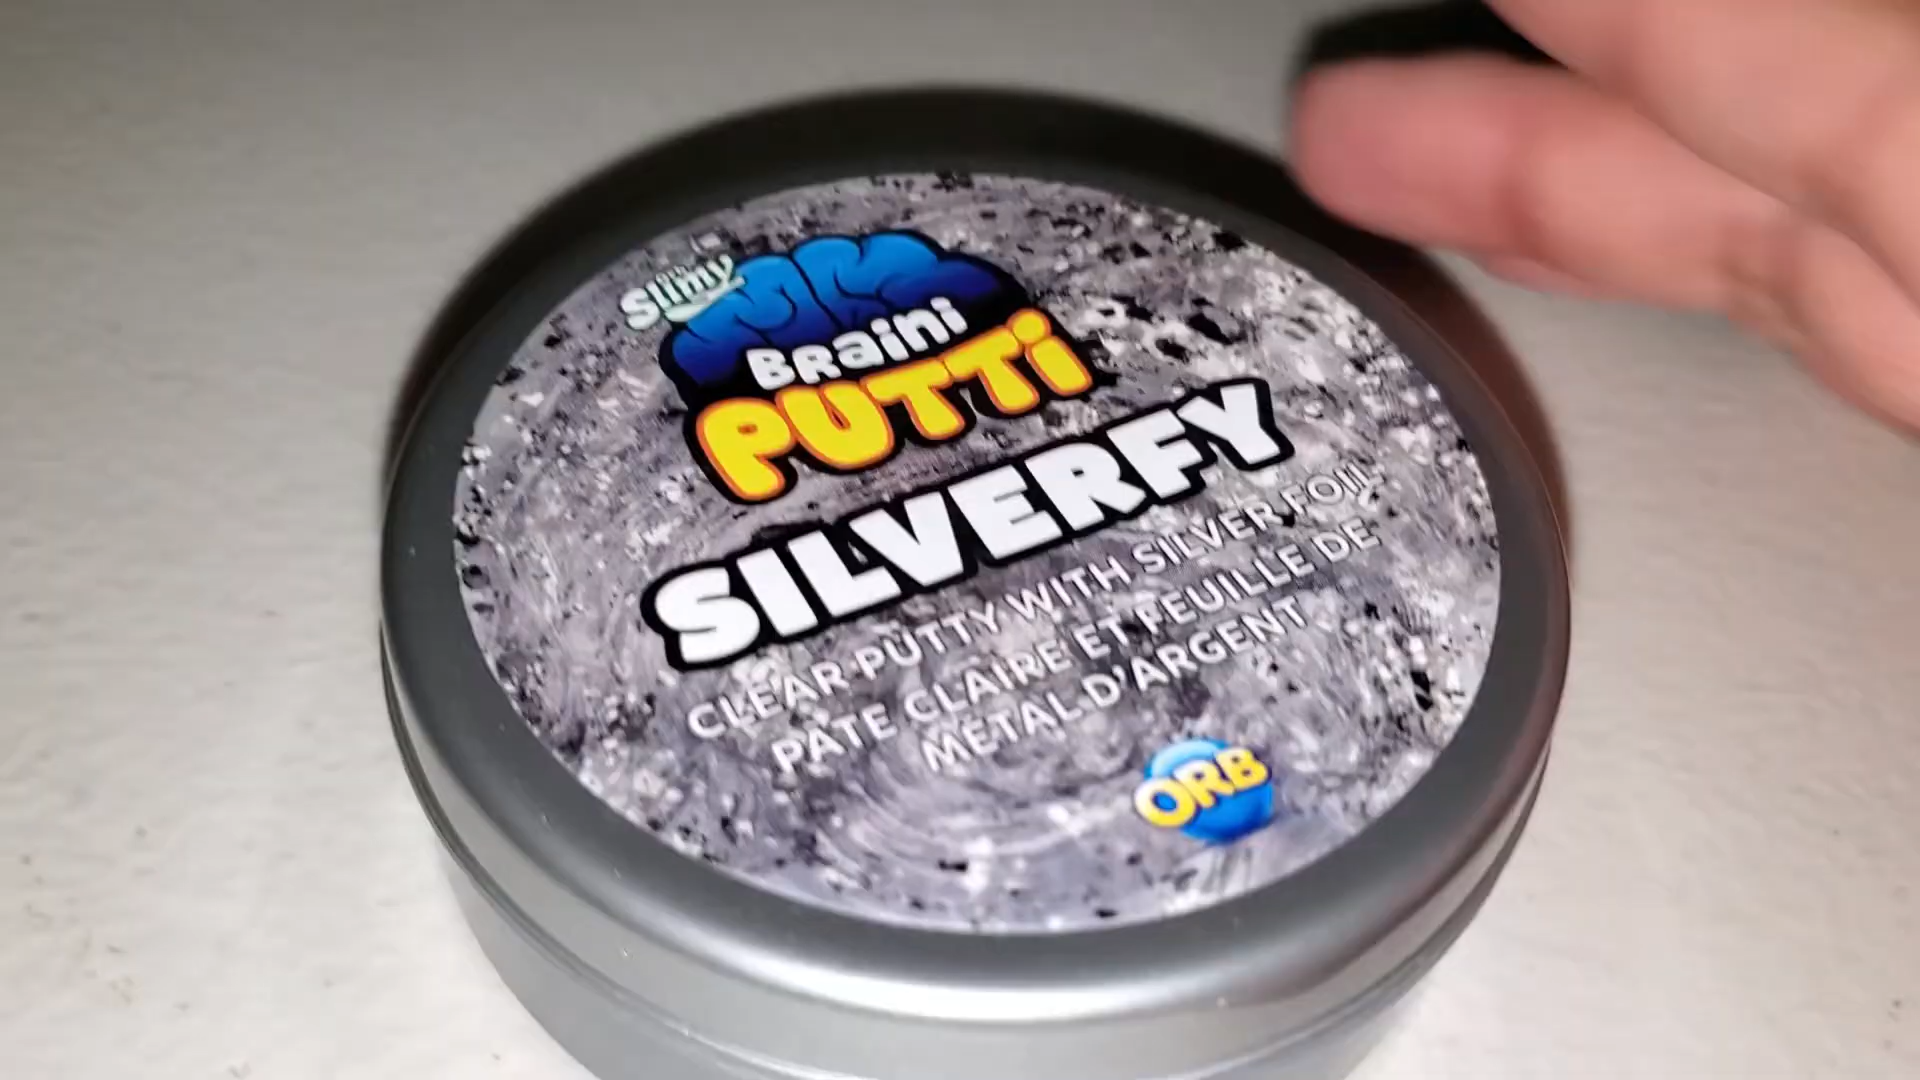 Slimy
Braini
PUTTi
SILVERFY
CLEAR PUTTY WITH SILVER FOIL
PÂTE CLAIRE ET FEUILLE DE
MÉTAL D'ARGENT
ORB